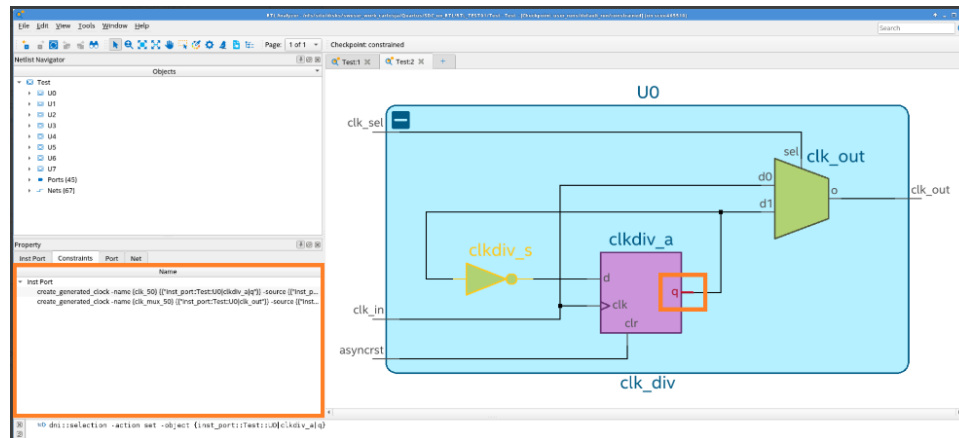 File Edit View Tools Window Help
Search
Page: 1 of 1
Checkpoint: constrained
Netlist Navigator
Objects
Test
U0
U1
U2
U3
U4
U5
U6
U7
Ports (45)
Nets (67)
Property
Inst Port Constraints Port Net
Name
Inst Port
create_generated_clock -name {clk_50} {{"inst_port::Test:U0|clkdiv_a|q"}} -source {{"inst_p...
create_generated_clock -name {clk_mux_50} {{"inst_port::Test:U0|clk_out"}} -source {{"inst...
Test:1
Test:2
U0
clk_sel
sel
clk_out
d0
o
clk_out
d1
clkdiv_s
clkdiv_a
d
q
clk_in
clk
clr
asyncrst
clk_div
dni::selection -action set -object {inst_port::Test::U0|clkdiv_a|q}